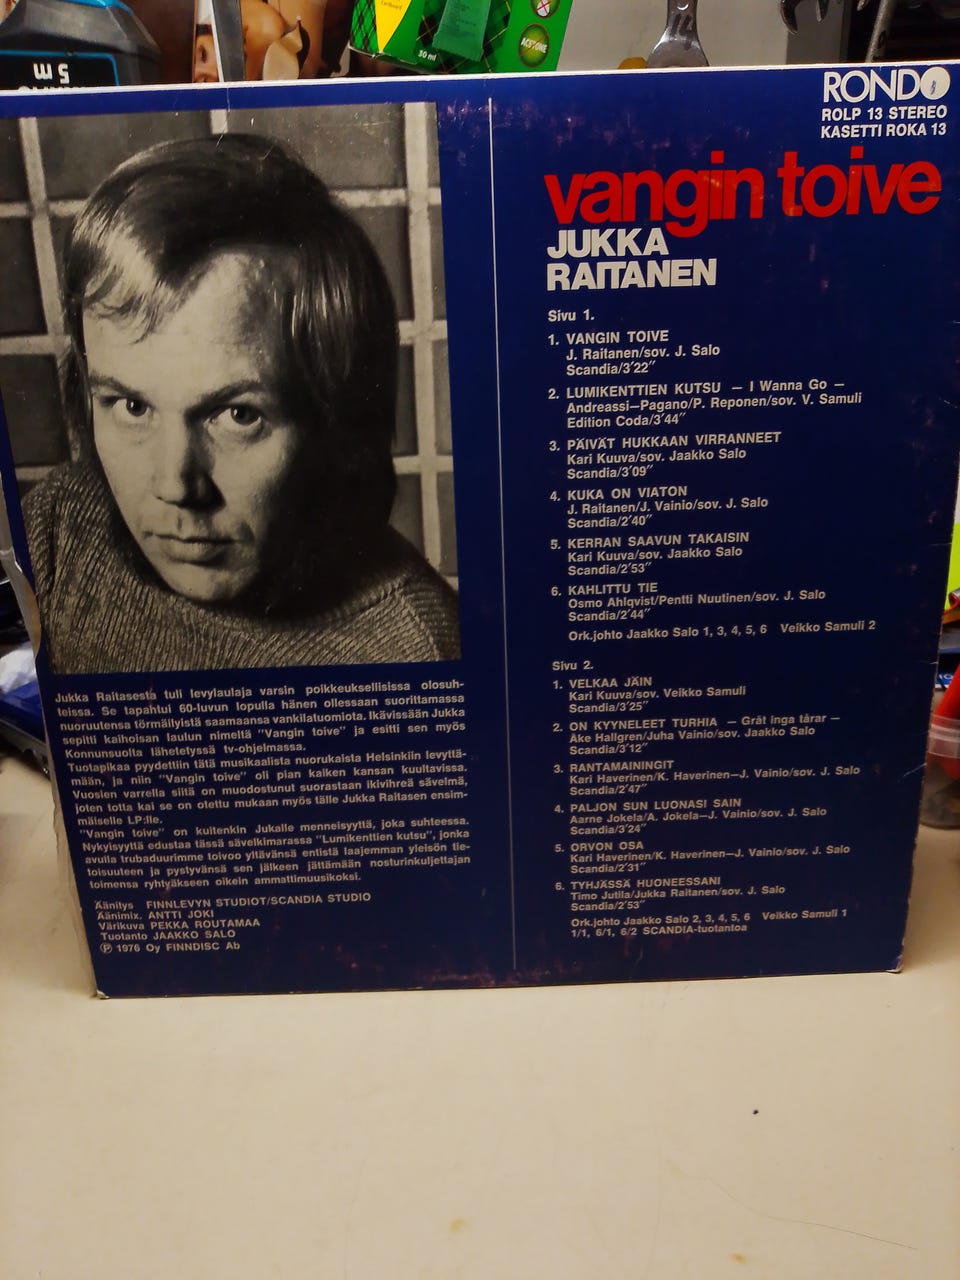 5 M
Cardboard
30 ml
ACETONE
RONDO
ROLP 13 STEREO
KASETTI ROKA 13
vangin toive
JUKKA
RAITANEN
Sivu 1.
1. VANGIN TOIVE
J. Raitanen/sov. J. Salo
Scandia/3'22"
2. LUMIKENTTIEN KUTSU – I Wanna Go –
Andreassi–Pagano/P. Reponen/sov. V. Samuli
Edition Coda/3'44"
3. PÄIVÄT HUKKAAN VIRRANNEET
Kari Kuuva/sov. Jaakko Salo
Scandia/3'09"
4. KUKA ON VIATON
J. Raitanen/J. Vainio/sov. J. Salo
Scandia/2'40"
5. KERRAN SAAVUN TAKAISIN
Kari Kuuva/sov. Jaakko Salo
Scandia/2'53"
6. KAHLITTU TIE
Osmo Ahlqvist/Pentti Nuutinen/sov. J. Salo
Scandia/2'44"
Ork.johto Jaakko Salo 1, 3, 4, 5, 6 Veikko Samuli 2
Sivu 2.
1. VELKAA JÄIN
Kari Kuuva/sov. Veikko Samuli
Scandia/3'25"
2. ON KYYNELEET TURHIA – Gråt inga tårar –
Åke Hallgren/Juha Vainio/sov. Jaakko Salo
Scandia/3'12"
3. RANTAMAININGIT
Kari Haverinen/K. Haverinen–J. Vainio/sov. J. Salo
Scandia/2'47"
4. PALJON SUN LUONASI SAIN
Aarne Jokela/A. Jokela–J. Vainio/sov. J. Salo
Scandia/3'24"
5. ORVON OSA
Kari Haverinen/K. Haverinen–J. Vainio/sov. J. Salo
Scandia/2'31"
6. TYHJÄSSÄ HUONEESSANI
Timo Jutila/Jukka Raitanen/sov. J. Salo
Scandia/2'53"
Ork.johto Jaakko Salo 2, 3, 4, 5, 6 Veikko Samuli 1
1/1, 6/1, 6/2 SCANDIA-tuotantoa
Jukka Raitasesta tuli levylaulaja varsin poikkeuksellisissa olosuh-
teissa. Se tapahtui 60-luvun lopulla hänen ollessaan suorittamassa
nuoruutensa törmäilyistä saamaansa vankilatuomiota. Ikävissään Jukka
sepitti kaihoisan laulun nimeltä "Vangin toive" ja esitti sen myös
Konnunsuolta lähetetyssä tv-ohjelmassa.
Tuotapikaa pyydettiin tätä musikaalista nuorukaista Helsinkiin levyttä-
mään, ja niin "Vangin toive" oli pian kaiken kansan kuultavissa.
Vuosien varrella siitä on muodostunut suorastaan ikivihreä sävelmä,
joten totta kai se on otettu mukaan myös tälle Jukka Raitasen ensim-
mäiselle LP:lle.
"Vangin toive" on kuitenkin Jukalle menneisyyttä, joka suhteessa.
Nykyisyyttä edustaa tässä sävelkimarassa "Lumikenttien kutsu", jonka
avulla trubaduurimme toivoo yltävänsä entistä laajemman yleisön tie-
toisuuteen ja pystyvänsä sen jälkeen jättämään nosturinkuljettajan
toimensa ryhtyäkseen oikein ammattimuusikoksi.
Äänitys FINNLEVYN STUDIOT/SCANDIA STUDIO
Äänimix. ANTTI JOKI
Värikuva PEKKA ROUTAMAA
Tuotanto JAAKKO SALO
Ⓟ 1976 Oy FINNDISC Ab